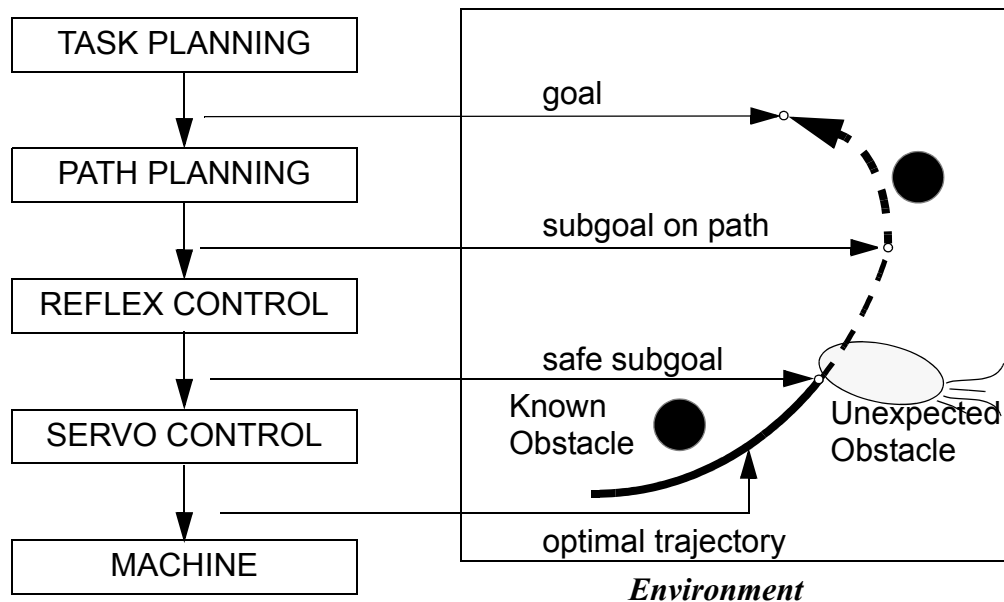 TASK PLANNING
goal
PATH PLANNING
subgoal on path
REFLEX CONTROL
safe subgoal
Known
Obstacle
Unexpected
Obstacle
SERVO CONTROL
optimal trajectory
MACHINE
Environment